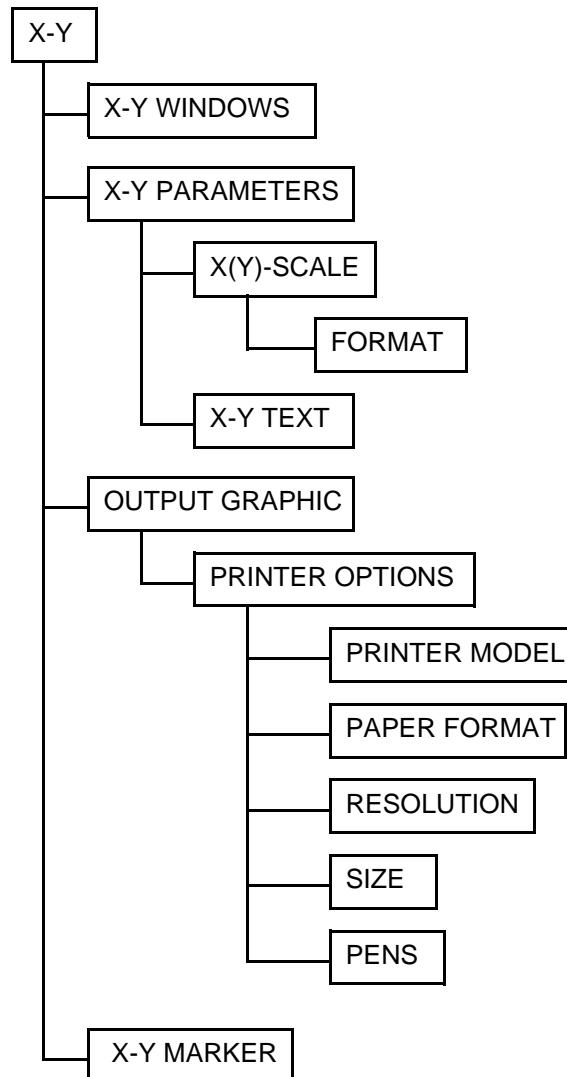 X-Y
X-Y WINDOWS
X-Y PARAMETERS
X(Y)-SCALE
FORMAT
X-Y TEXT
OUTPUT GRAPHIC
PRINTER OPTIONS
PRINTER MODEL
PAPER FORMAT
RESOLUTION
SIZE
PENS
X-Y MARKER